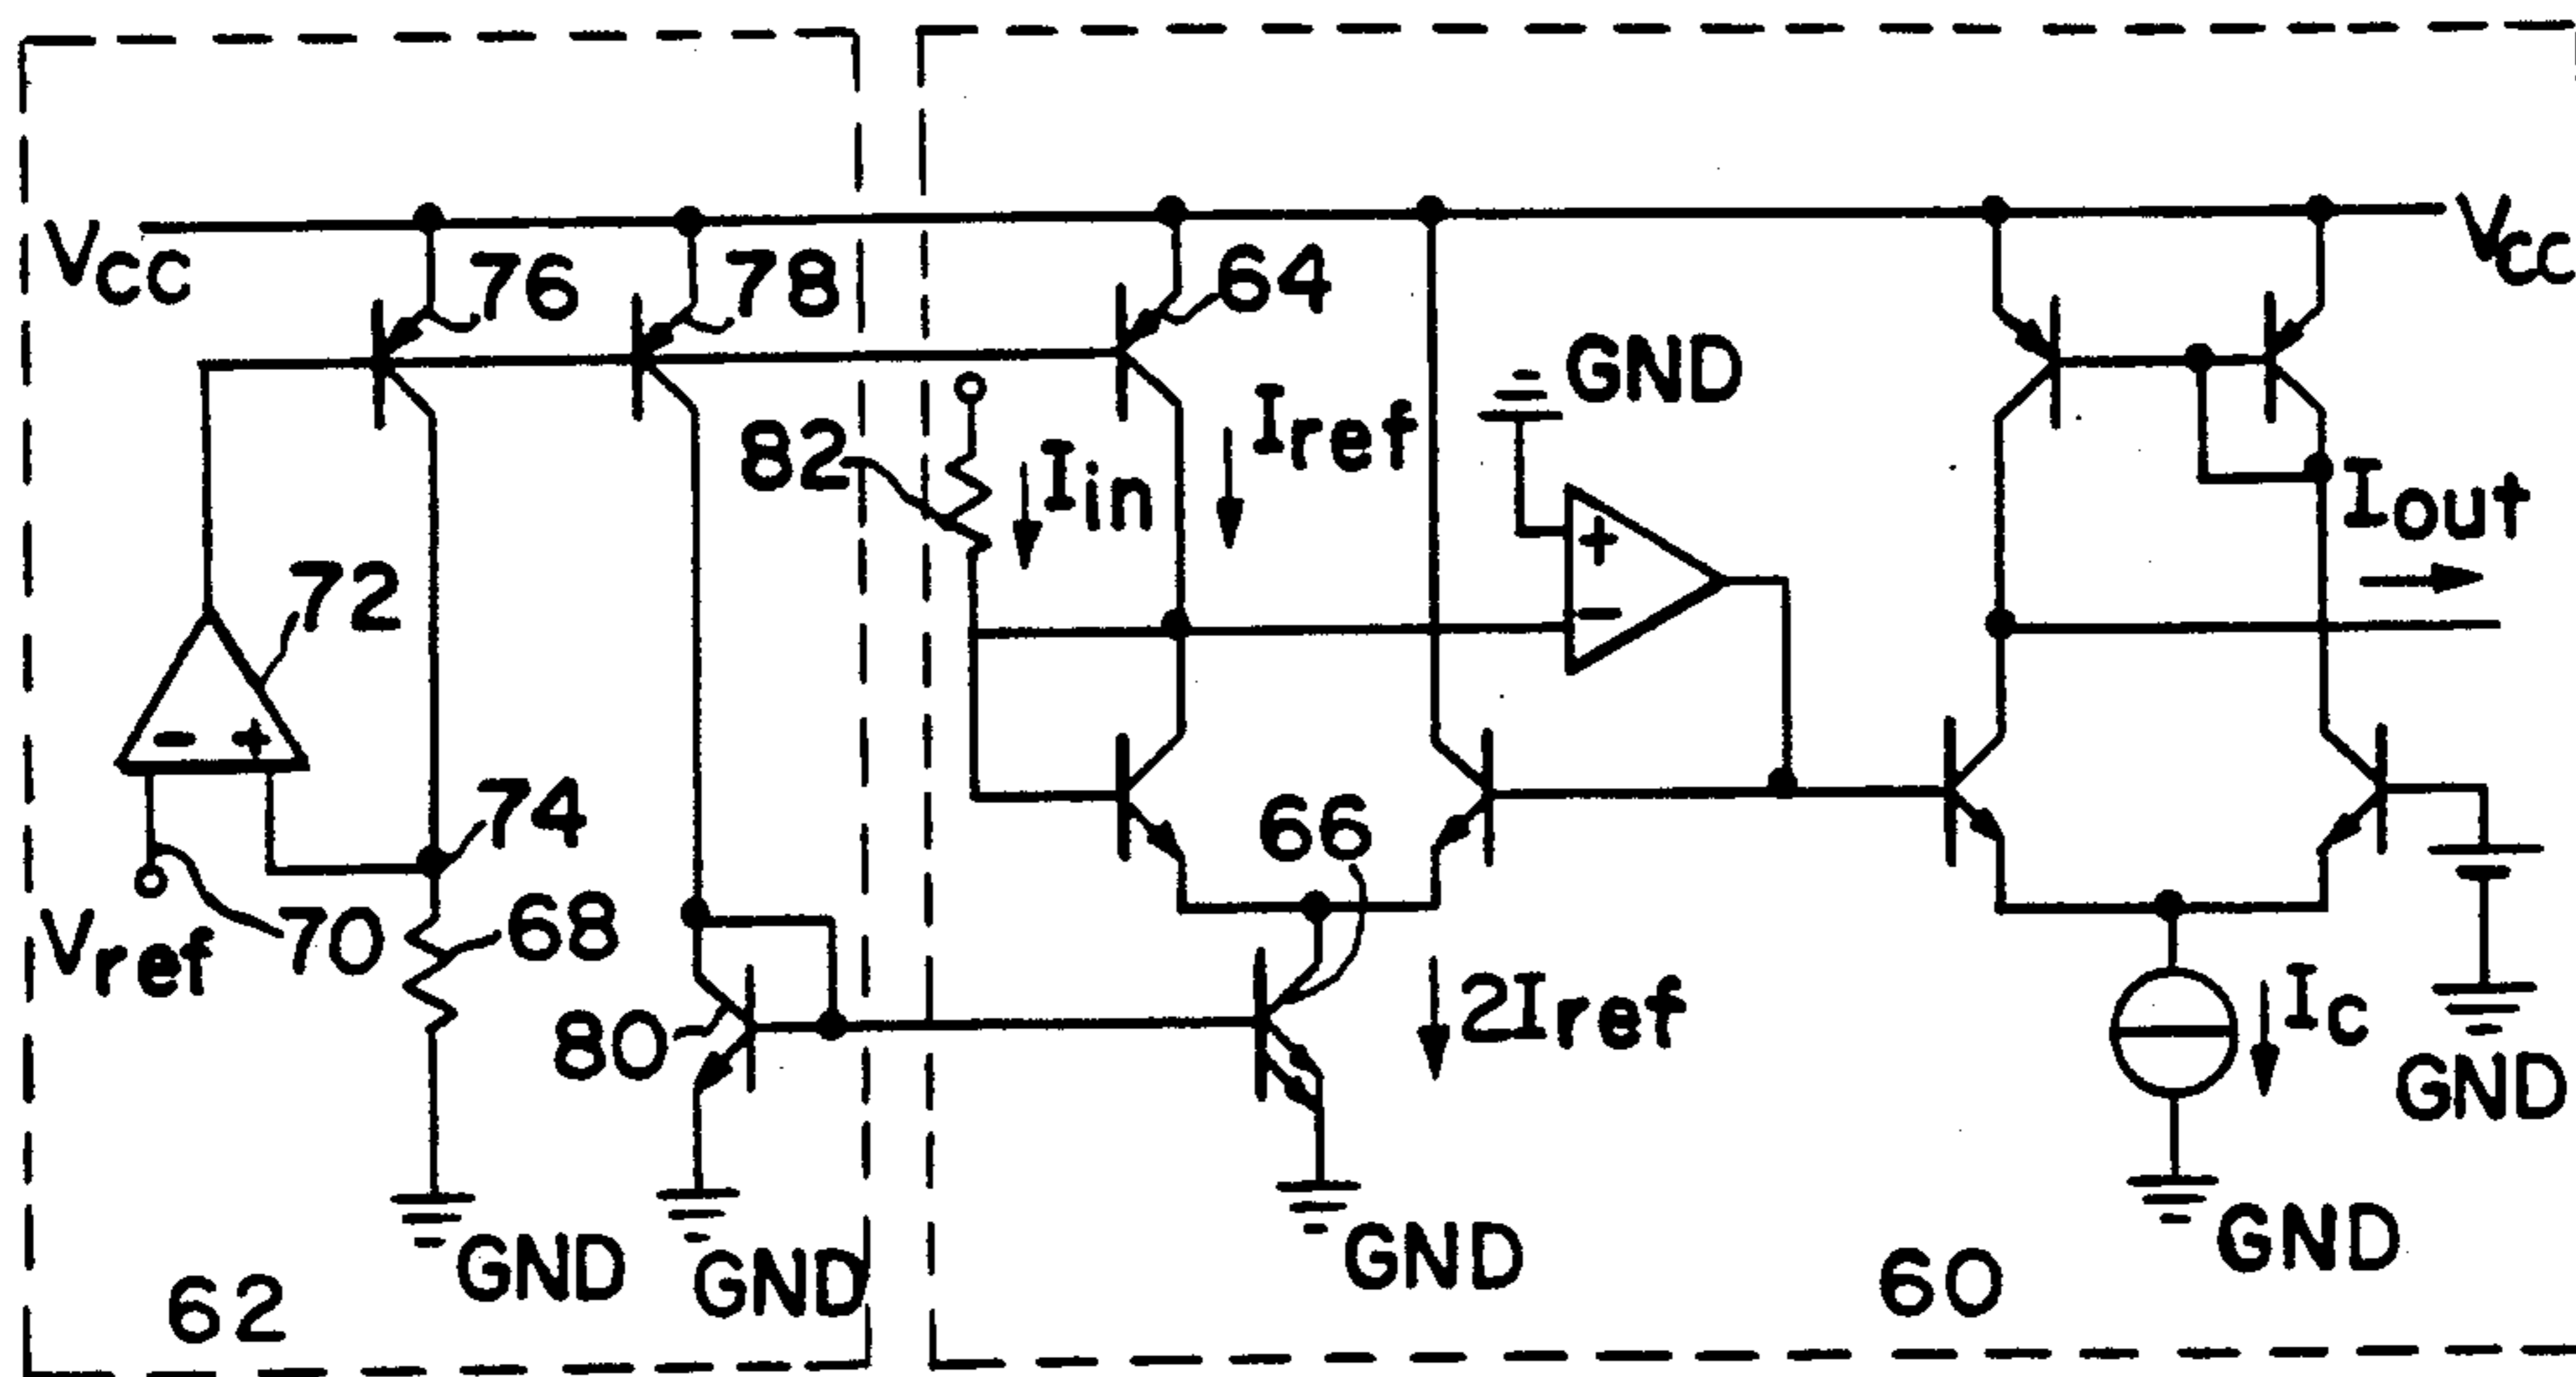 VCC
76
78
64
VCC
GND
82
Iin
Iref
Iout
72
+
-
- +
74
66
Vref
70
68
80
2Iref
Ic
GND
GND
GND
GND
GND
62
60